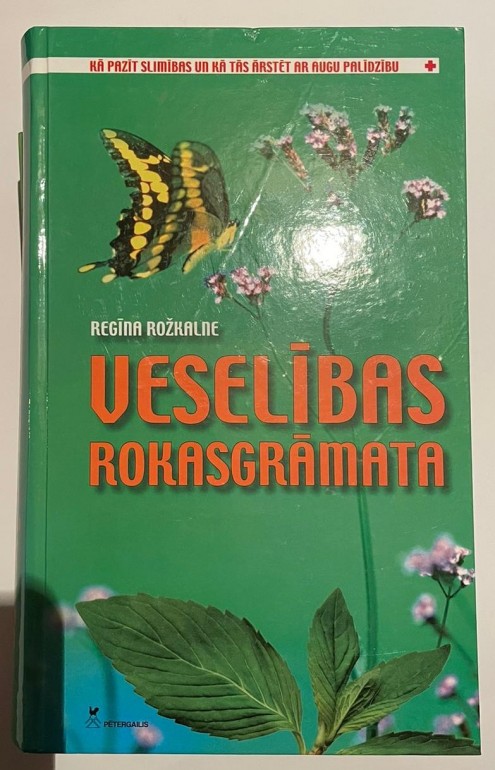 KĀ PAZĪT SLIMĪBAS UN KĀ TĀS ĀRSTĒT AR AUGU PALĪDZĪBU
REGĪNA ROŽKALNE
VESELĪBAS
ROKASGRĀMATA
PĒTERGAILIS